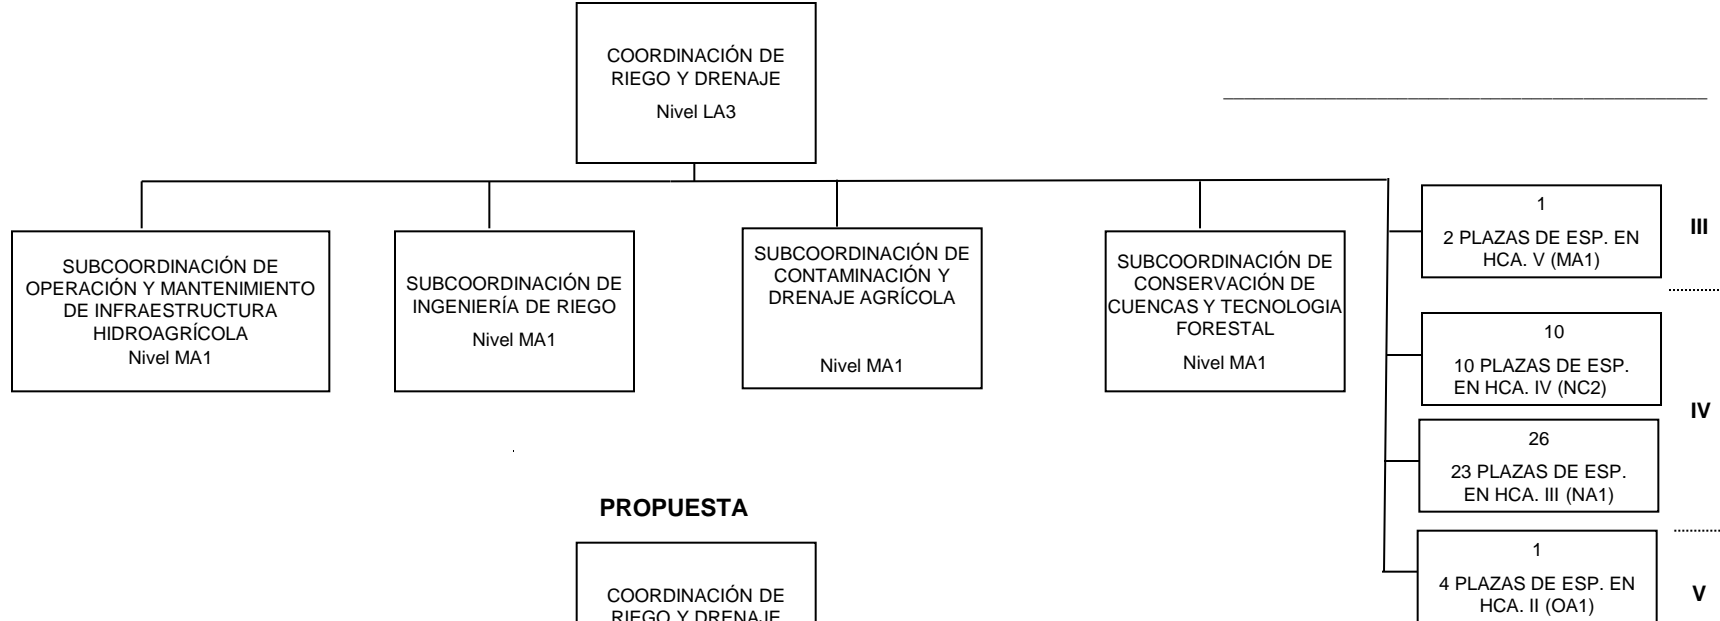 COORDINACIÓN DE
RIEGO Y DRENAJE
Nivel LA3
SUBCOORDINACIÓN DE
OPERACIÓN Y MANTENIMIENTO
DE INFRAESTRUCTURA
HIDROAGRÍCOLA
Nivel MA1
SUBCOORDINACIÓN DE
INGENIERÍA DE RIEGO
Nivel MA1
SUBCOORDINACIÓN DE
CONTAMINACIÓN Y
DRENAJE AGRÍCOLA
Nivel MA1
SUBCOORDINACIÓN DE
CONSERVACIÓN DE
CUENCAS Y TECNOLOGIA
FORESTAL
Nivel MA1
1
2 PLAZAS DE ESP. EN
HCA. V (MA1)
III
10
10 PLAZAS DE ESP.
EN HCA. IV (NC2)
IV
26
23 PLAZAS DE ESP.
EN HCA. III (NA1)
1
4 PLAZAS DE ESP. EN
HCA. II (OA1)
V
PROPUESTA
COORDINACIÓN DE
RIEGO Y DRENAJE